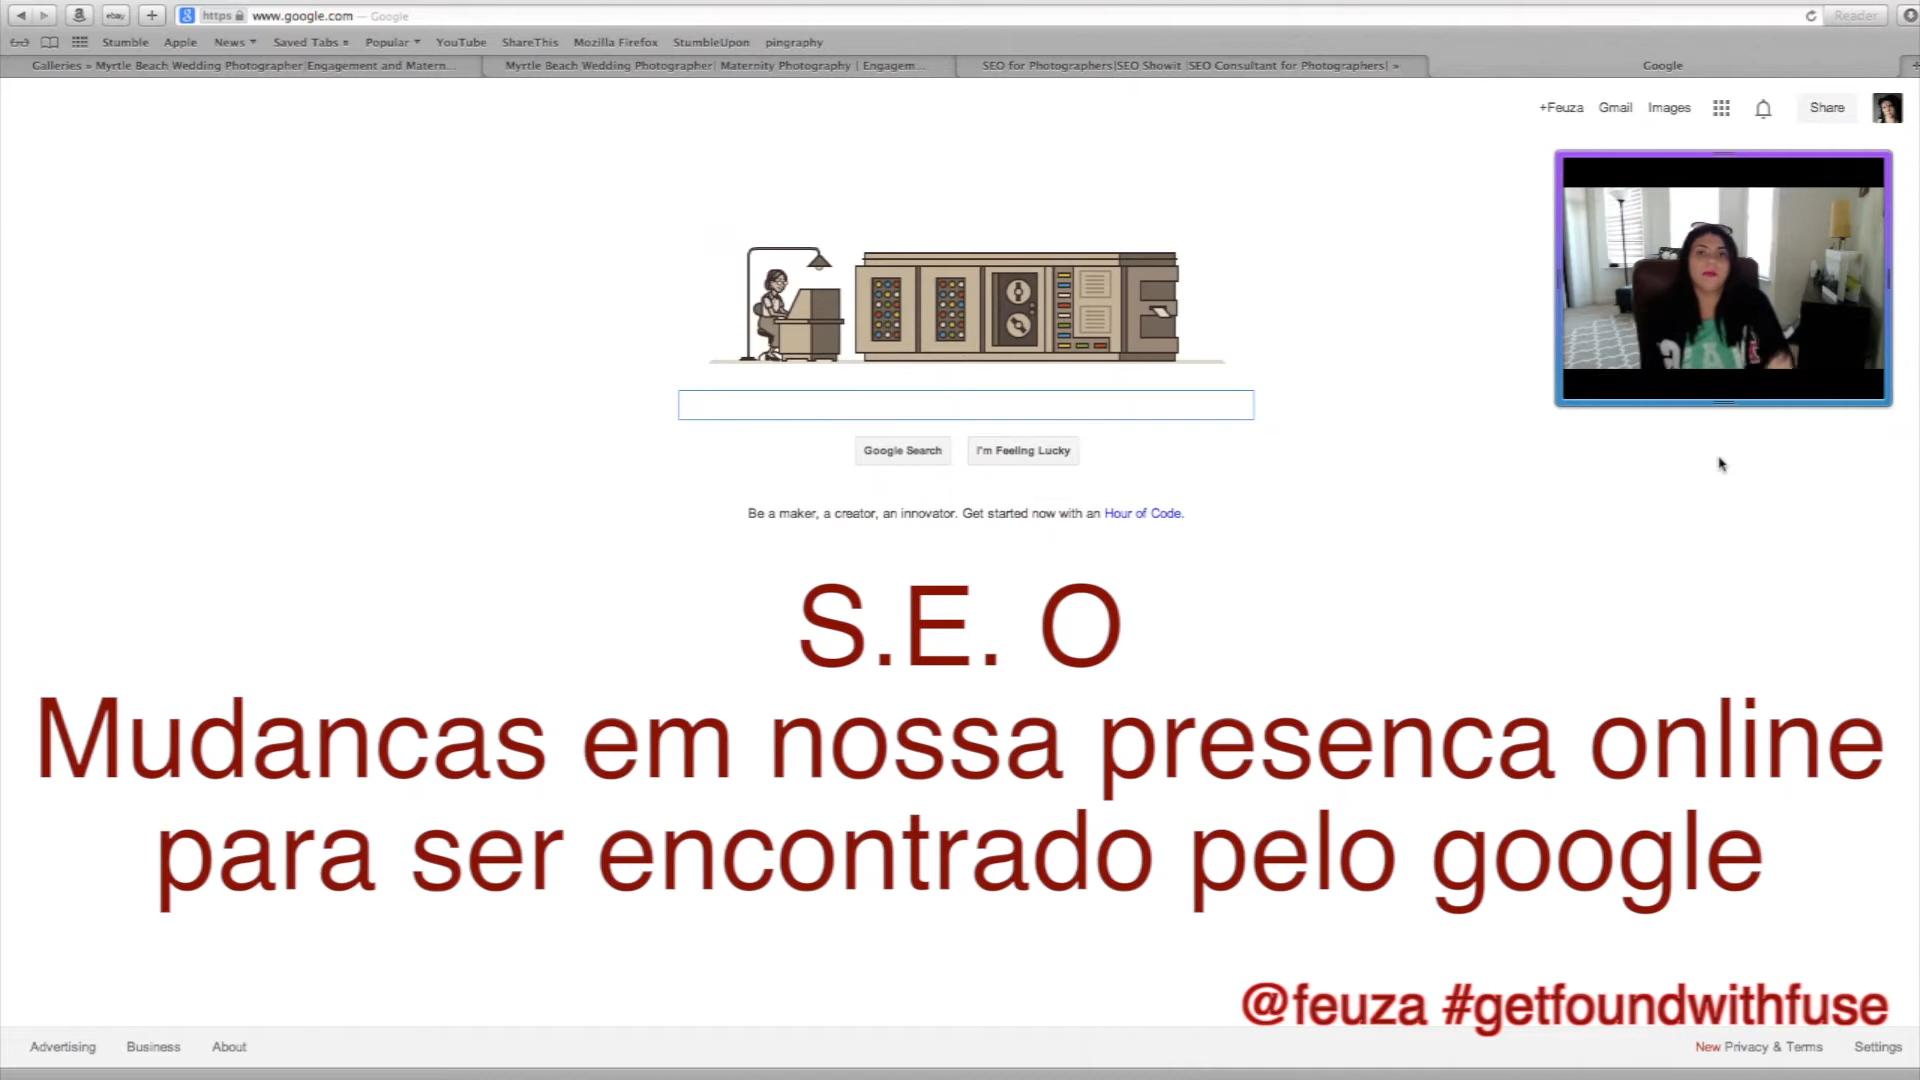 ebay
https www.google.com — Google
Reader
Stumble Apple News Saved Tabs Popular YouTube ShareThis Mozilla Firefox StumbleUpon pingraphy
Galleries » Myrtle Beach Wedding Photographer|Engagement and Matern...
Myrtle Beach Wedding Photographer| Maternity Photography | Engagem...
SEO for Photographers|SEO Showit |SEO Consultant for Photographers| »
Google
+Feuza Gmail Images Share
Google Search I'm Feeling Lucky
Be a maker, a creator, an innovator. Get started now with an Hour of Code.
S.E. O
Mudancas em nossa presenca online
para ser encontrado pelo google
@feuza #getfoundwithfuse
Advertising Business About New Privacy & Terms Settings